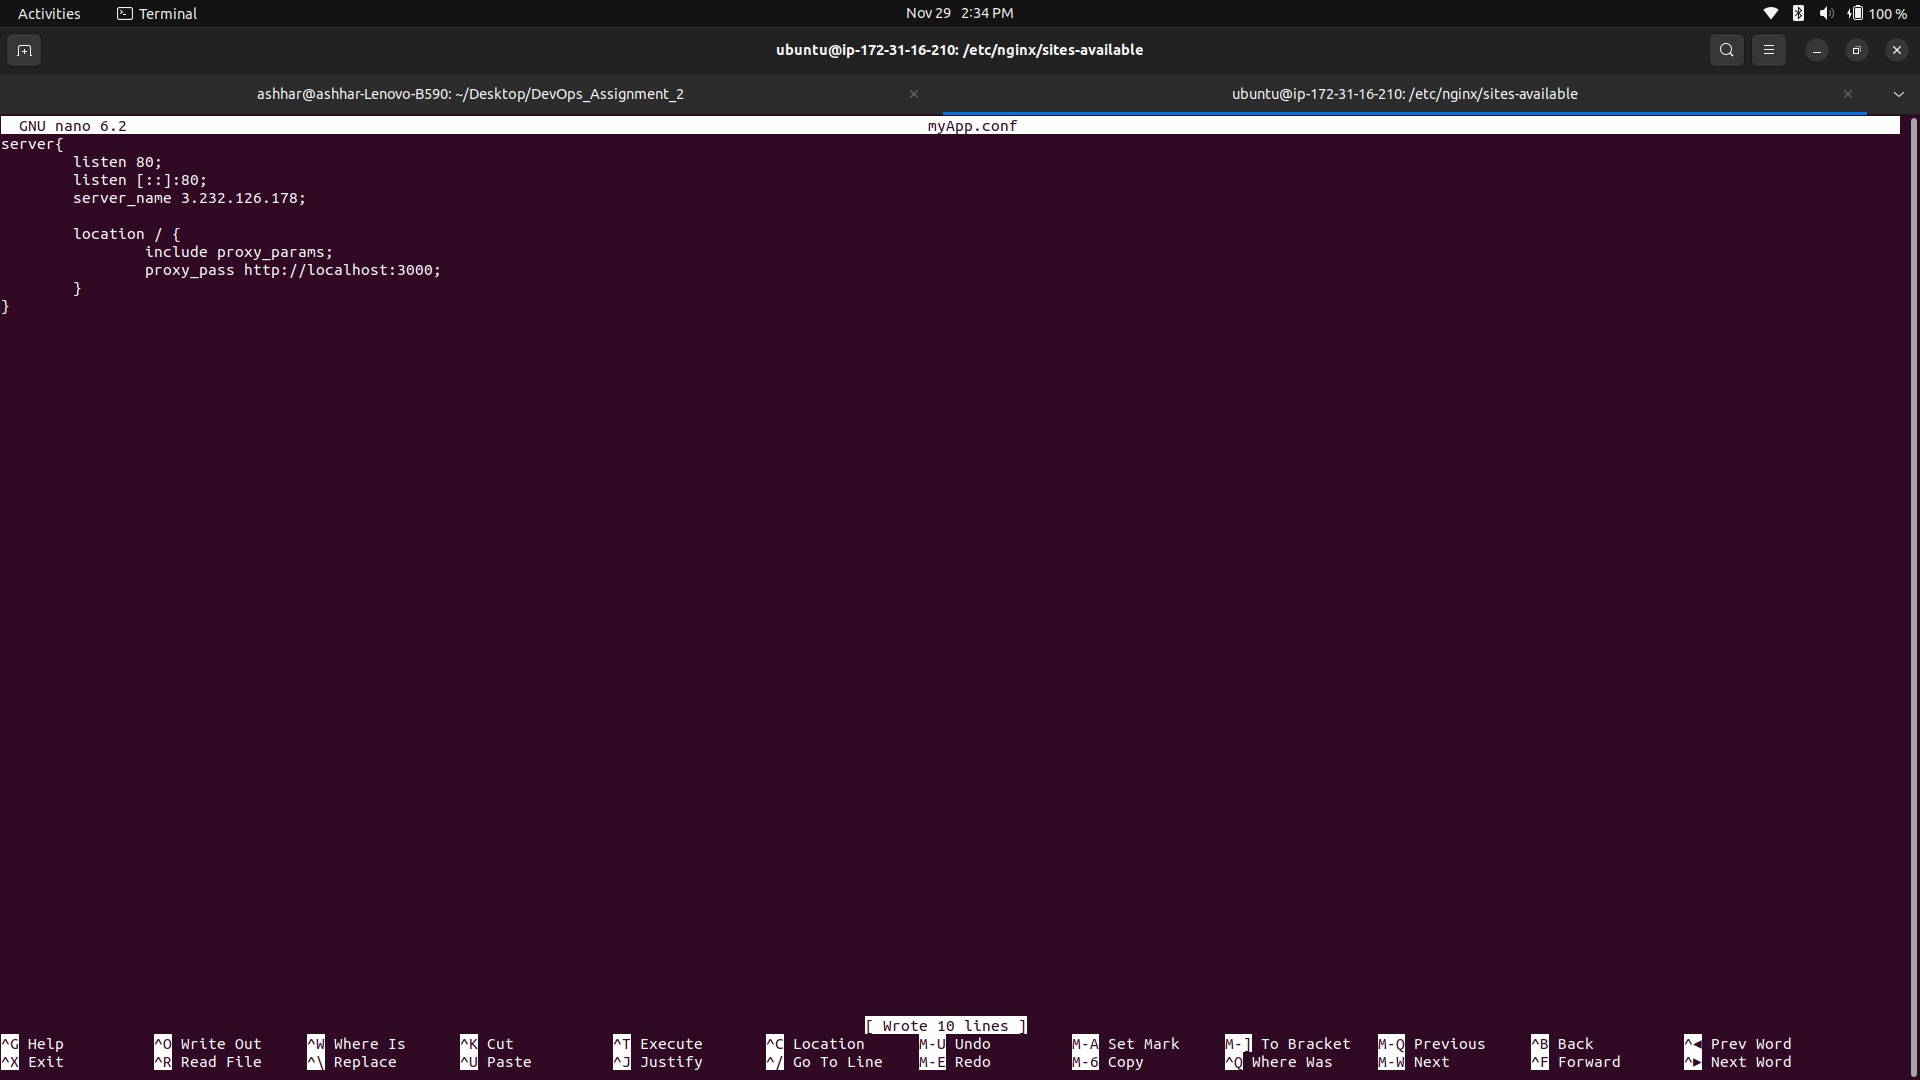 Activities Terminal Nov 29 2:34 PM 100 %
ubuntu@ip-172-31-16-210: /etc/nginx/sites-available
ashhar@ashhar-Lenovo-B590: ~/Desktop/DevOps_Assignment_2 ubuntu@ip-172-31-16-210: /etc/nginx/sites-available
GNU nano 6.2 myApp.conf
server{
listen 80;
listen [::]:80;
server_name 3.232.126.178;
location / {
include proxy_params;
proxy_pass http://localhost:3000;
}
}
[ Wrote 10 lines ]
^G Help ^O Write Out ^W Where Is ^K Cut ^T Execute ^C Location M-U Undo M-A Set Mark M-] To Bracket M-Q Previous ^B Back ^◂ Prev Word
^X Exit ^R Read File ^\ Replace ^U Paste ^J Justify ^/ Go To Line M-E Redo M-6 Copy ^Q Where Was M-W Next ^F Forward ^▸ Next Word